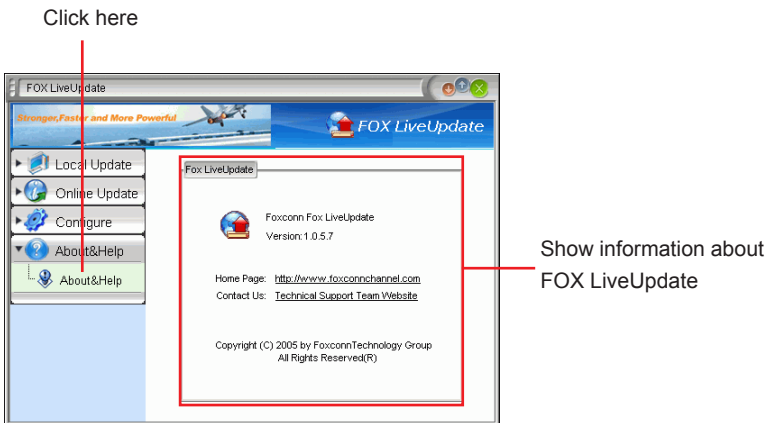 Click here
FOX LiveUpdate
Stronger,Faster and More Powerful
FOX LiveUpdate
Local Update
Online Update
Configure
About&Help
About&Help
Fox LiveUpdate
Foxconn Fox LiveUpdate
Version:1.0.5.7
Home Page: http://www.foxconnchannel.com
Contact Us: Technical Support Team Website
Copyright (C) 2005 by FoxconnTechnology Group
All Rights Reserved(R)
Show information about
FOX LiveUpdate